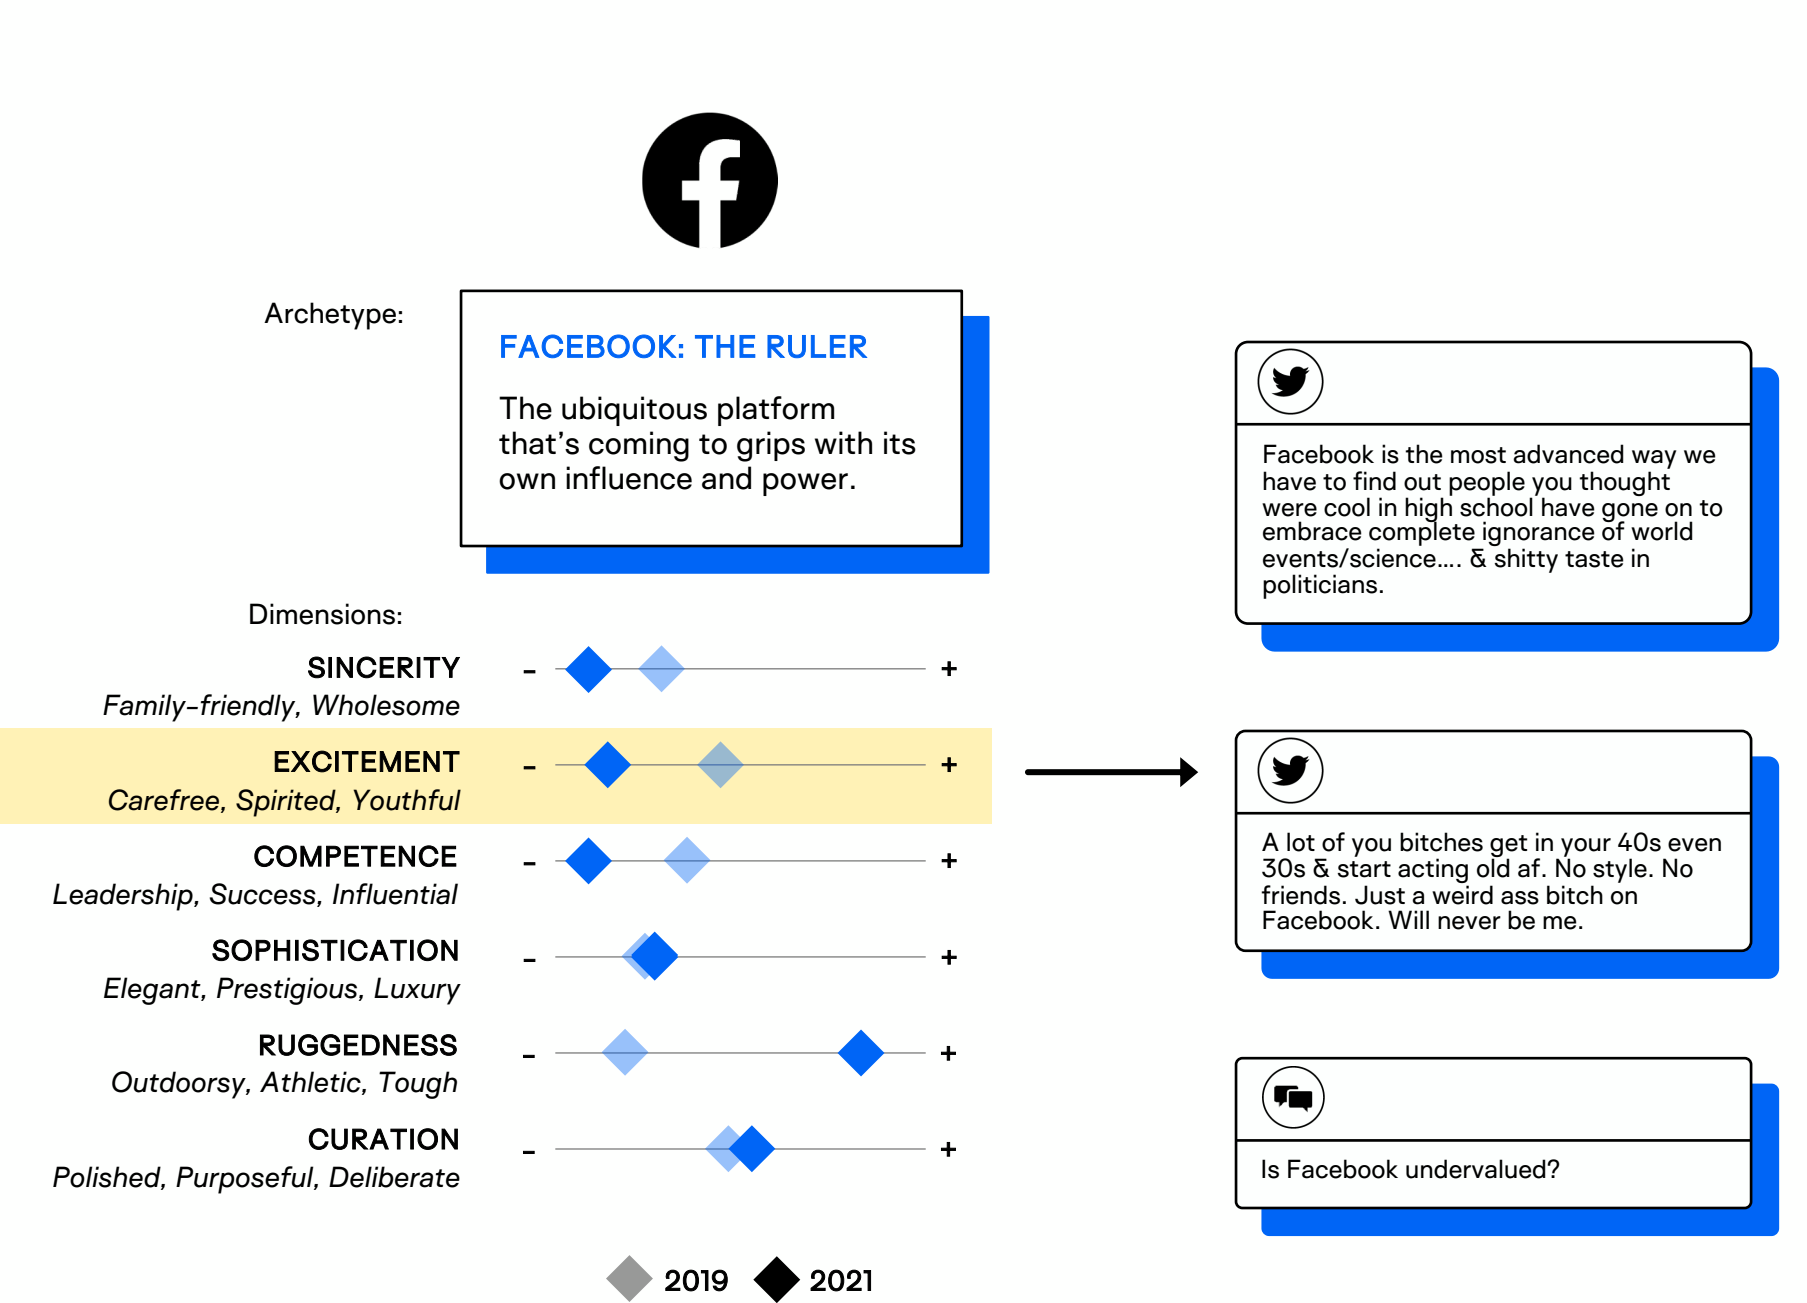 Archetype:
FACEBOOK: THE RULER
The ubiquitous platform
that's coming to grips with its
own influence and power.
Dimensions:
SINCERITY
Family-friendly, Wholesome
- +
EXCITEMENT
Carefree, Spirited, Youthful
- +
COMPETENCE
Leadership, Success, Influential
- +
SOPHISTICATION
Elegant, Prestigious, Luxury
- +
RUGGEDNESS
Outdoorsy, Athletic, Tough
- +
CURATION
Polished, Purposeful, Deliberate
- +
2019 2021
Facebook is the most advanced way we
have to find out people you thought
were cool in high school have gone on to
embrace complete ignorance of world
events/science.... & shitty taste in
politicians.
A lot of you bitches get in your 40s even
30s & start acting old af. No style. No
friends. Just a weird ass bitch on
Facebook. Will never be me.
Is Facebook undervalued?